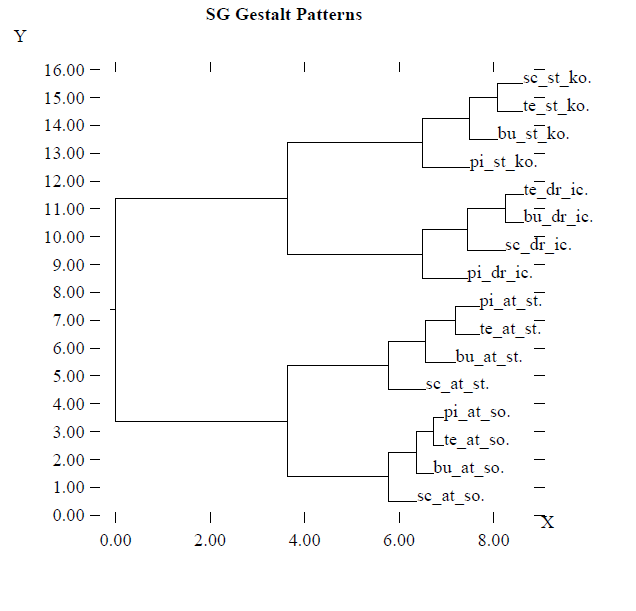 SG Gestalt Patterns
Y
16.00
sc_st_ko.
15.00
te_st_ko.
14.00
bu_st_ko.
13.00
pi_st_ko.
12.00
te_dr_ic.
11.00
bu_dr_ic.
10.00
sc_dr_ic.
9.00
pi_dr_ic.
8.00
pi_at_st.
7.00
te_at_st.
6.00
bu_at_st.
5.00
sc_at_st.
4.00
pi_at_so.
3.00
te_at_so.
2.00
bu_at_so.
1.00
sc_at_so.
0.00
X
0.00 2.00 4.00 6.00 8.00